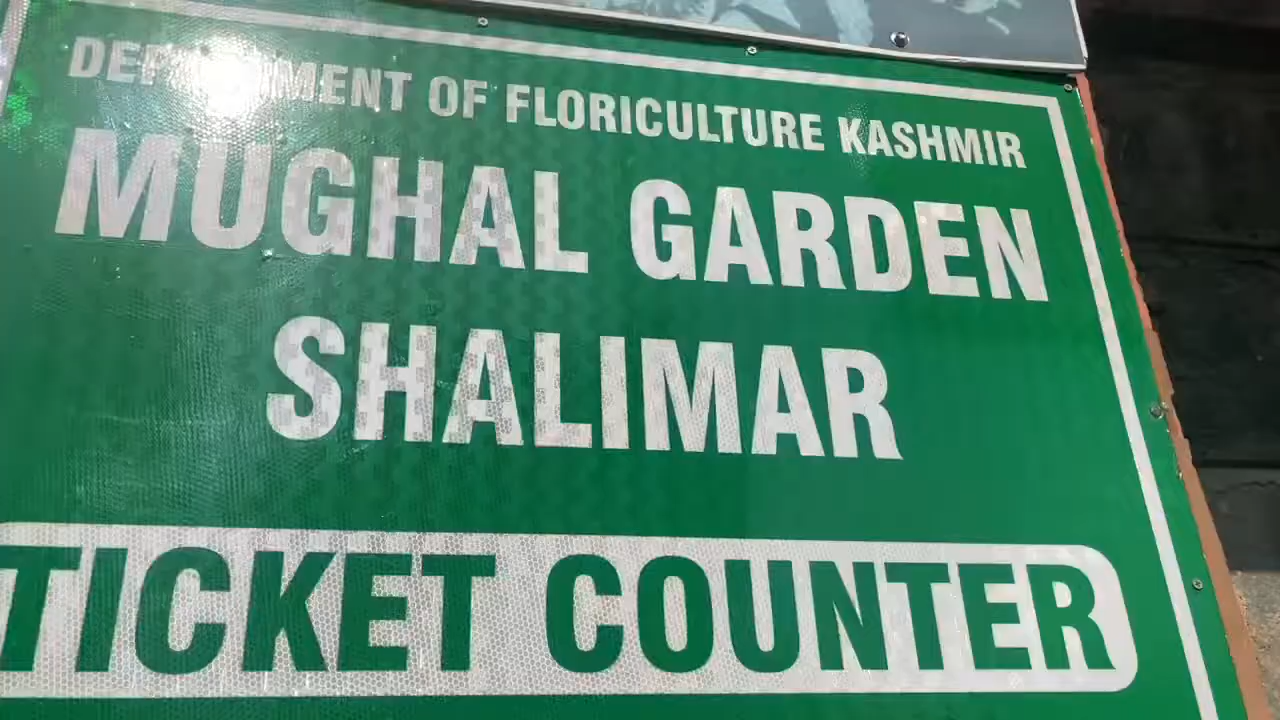 DEPARTMENT OF FLORICULTURE KASHMIR
MUGHAL GARDEN
SHALIMAR
TICKET COUNTER